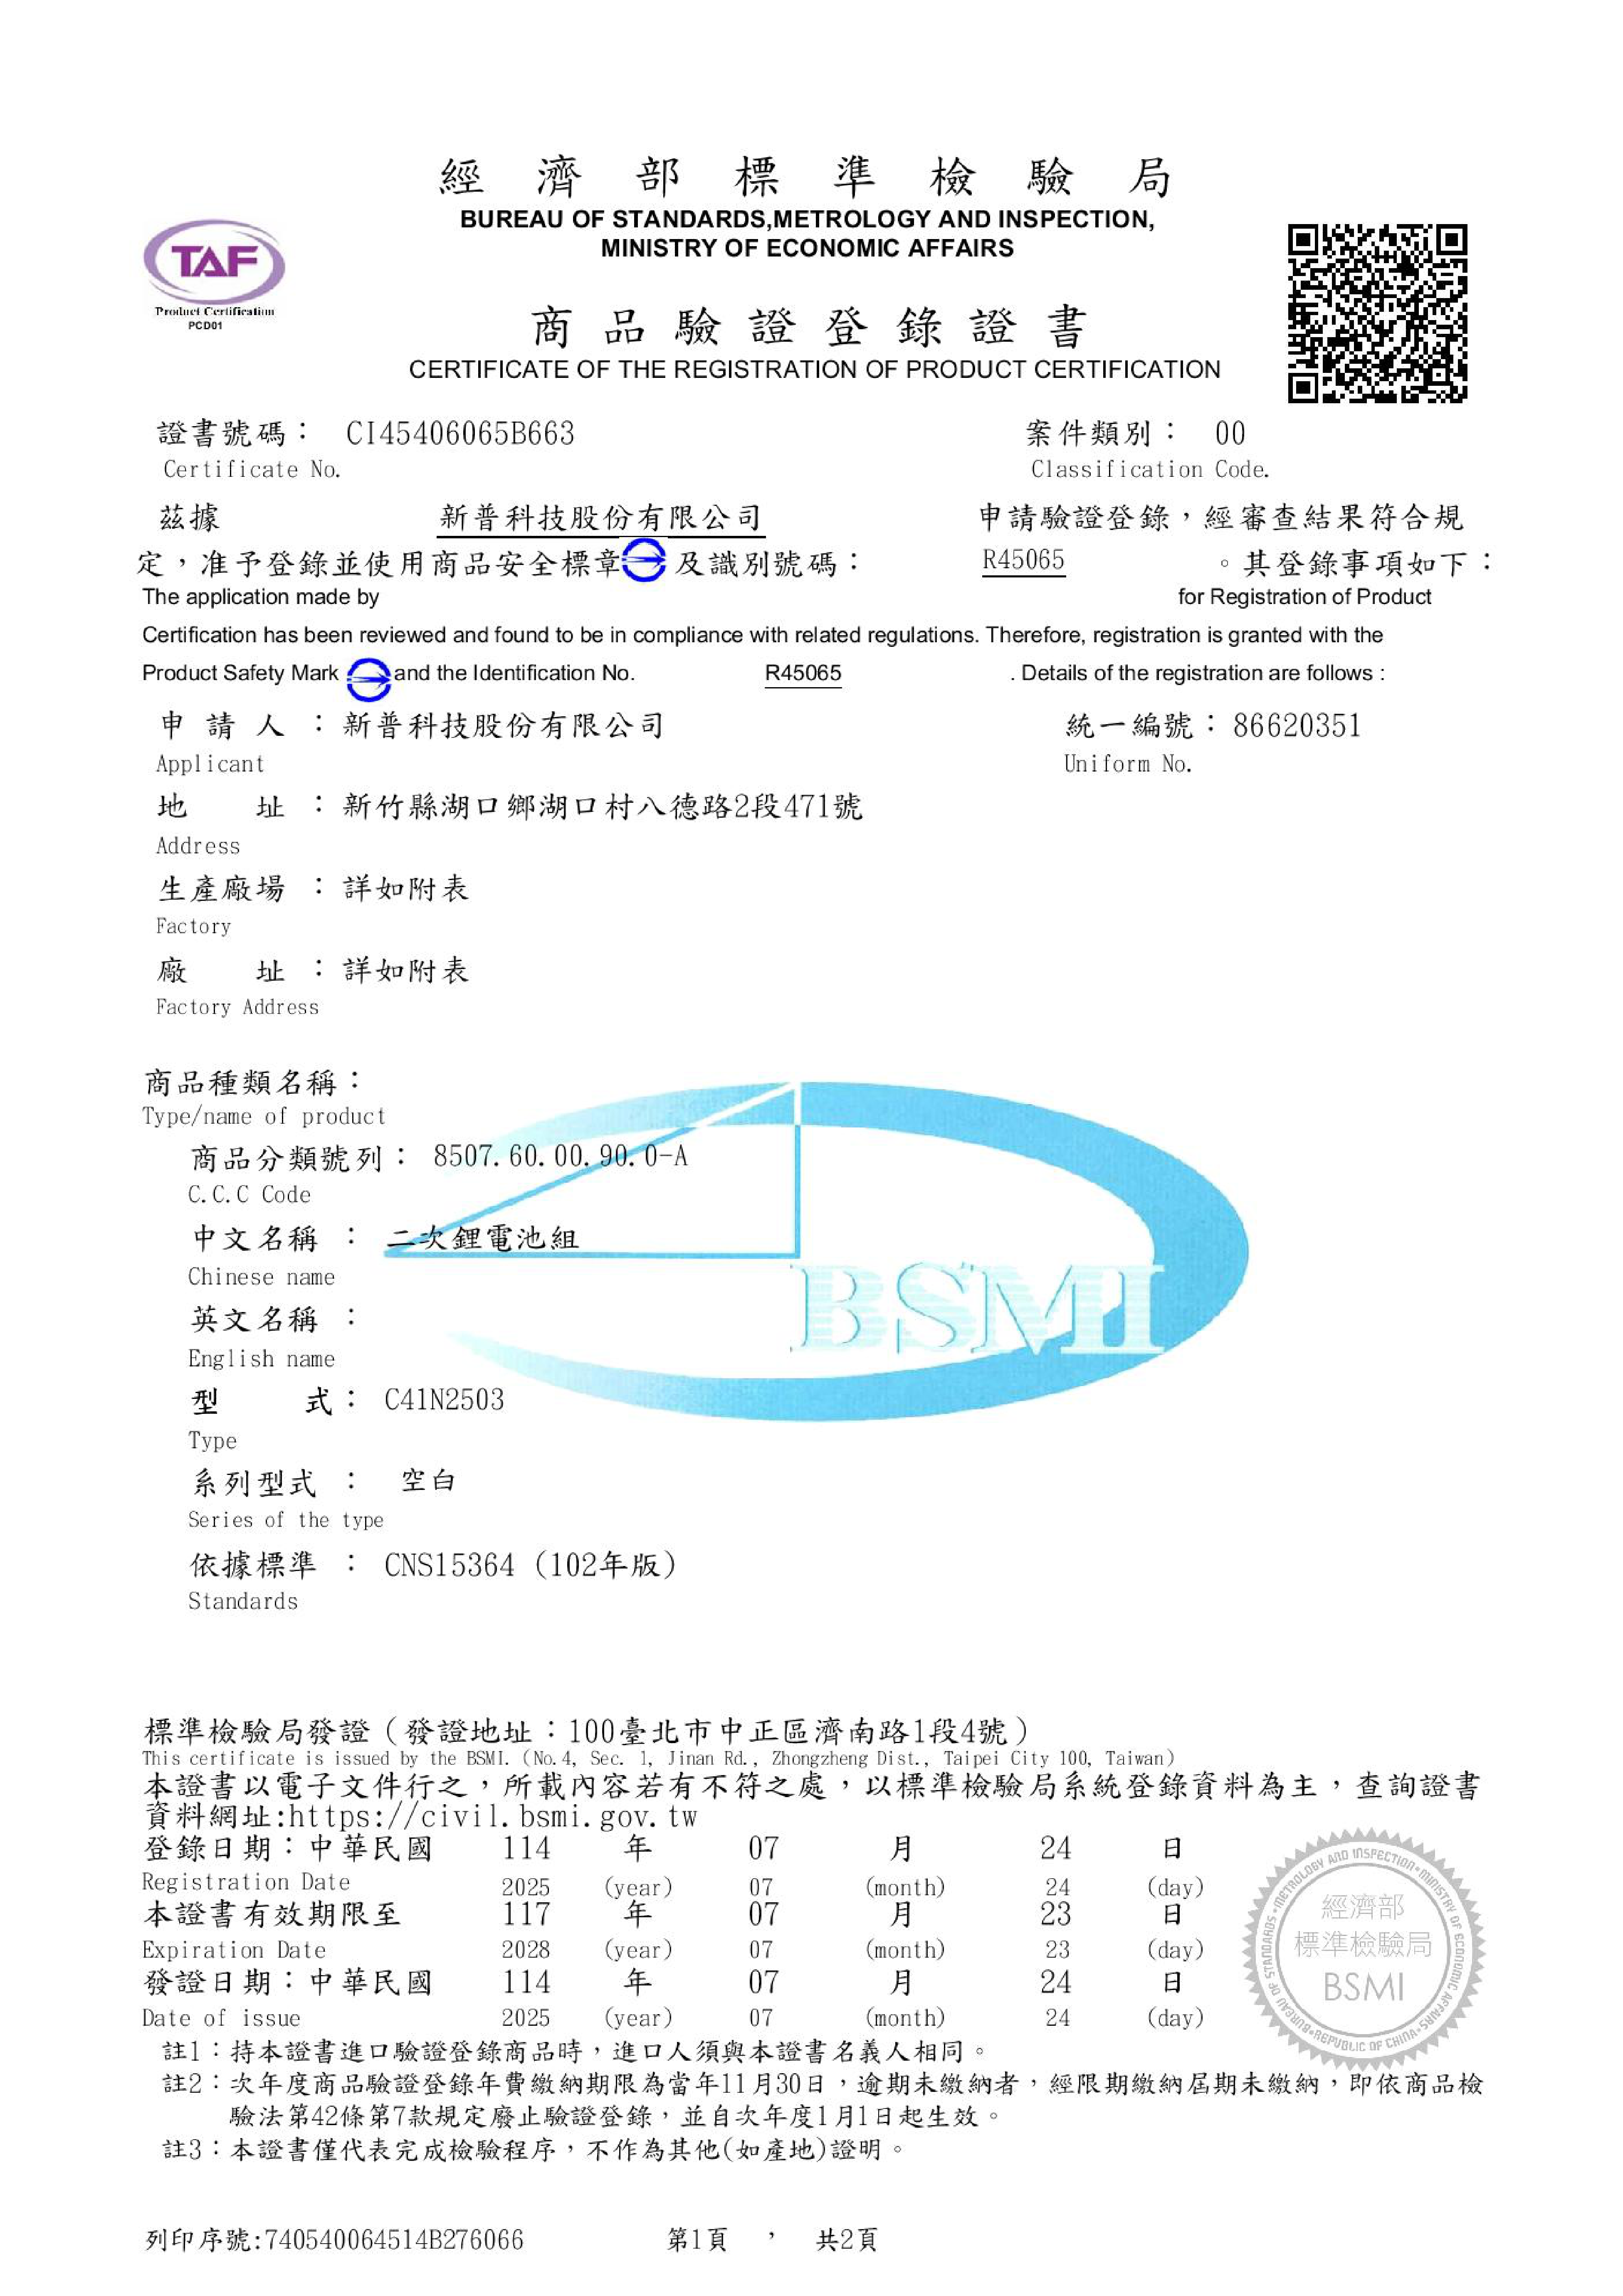 經濟部標準檢驗局
BUREAU OF STANDARDS,METROLOGY AND INSPECTION,
MINISTRY OF ECONOMIC AFFAIRS
TAF
Product Certification
PCD01
商品驗證登錄證書
CERTIFICATE OF THE REGISTRATION OF PRODUCT CERTIFICATION
證書號碼： CI45406065B663 案件類別： 00
Certificate No. Classification Code.
茲據 新普科技股份有限公司 申請驗證登錄，經審查結果符合規
定，准予登錄並使用商品安全標章 及識別號碼： R45065 。其登錄事項如下：
The application made by for Registration of Product
Certification has been reviewed and found to be in compliance with related regulations. Therefore, registration is granted with the
Product Safety Mark and the Identification No. R45065 . Details of the registration are follows :
申請人：新普科技股份有限公司 統一編號：86620351
Applicant Uniform No.
地址：新竹縣湖口鄉湖口村八德路2段471號
Address
生產廠場：詳如附表
Factory
廠址：詳如附表
Factory Address
商品種類名稱：
Type/name of product
商品分類號列： 8507.60.00.90.0-A
C.C.C Code
中文名稱： 二次鋰電池組
Chinese name
英文名稱：
English name
BSMI
型式： C41N2503
Type
系列型式： 空白
Series of the type
依據標準： CNS15364 (102年版)
Standards
標準檢驗局發證（發證地址：100臺北市中正區濟南路1段4號）
This certificate is issued by the BSMI. (No.4, Sec. 1, Jinan Rd., Zhongzheng Dist., Taipei City 100, Taiwan)
本證書以電子文件行之，所載內容若有不符之處，以標準檢驗局系統登錄資料為主，查詢證書
資料網址:https://civil.bsmi.gov.tw
登錄日期：中華民國 114 年 07 月 24 日
Registration Date 2025 (year) 07 (month) 24 (day)
本證書有效期限至 117 年 07 月 23 日
Expiration Date 2028 (year) 07 (month) 23 (day)
發證日期：中華民國 114 年 07 月 24 日
Date of issue 2025 (year) 07 (month) 24 (day)
BUREAU OF STANDARDS,METROLOGY AND INSPECTION,MINISTRY OF ECONOMIC AFFAIRS,REPUBLIC OF CHINA
經濟部
標準檢驗局
BSMI
註1：持本證書進口驗證登錄商品時，進口人須與本證書名義人相同。
註2：次年度商品驗證登錄年費繳納期限為當年11月30日，逾期未繳納者，經限期繳納屆期未繳納，即依商品檢
驗法第42條第7款規定廢止驗證登錄，並自次年度1月1日起生效。
註3：本證書僅代表完成檢驗程序，不作為其他(如產地)證明。
列印序號:740540064514B276066 第1頁 ， 共2頁